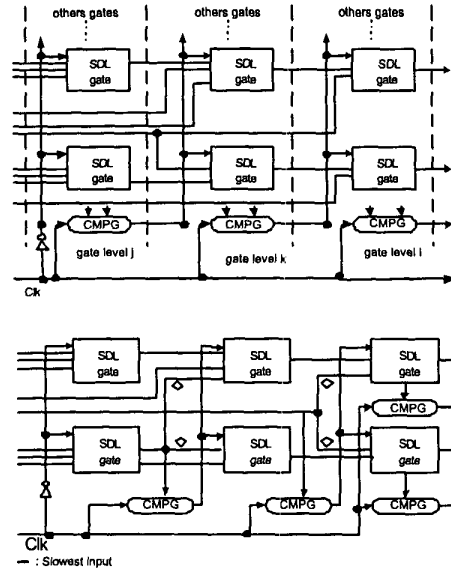 others gates others gates others gates
SDL gate SDL gate SDL gate
SDL gate SDL gate SDL gate
CMPG CMPG CMPG
gate level j gate level k gate level l
Clk
SDL gate SDL gate SDL gate
CMPG
SDL gate SDL gate SDL gate
CMPG CMPG CMPG
Clk
: Slowest input